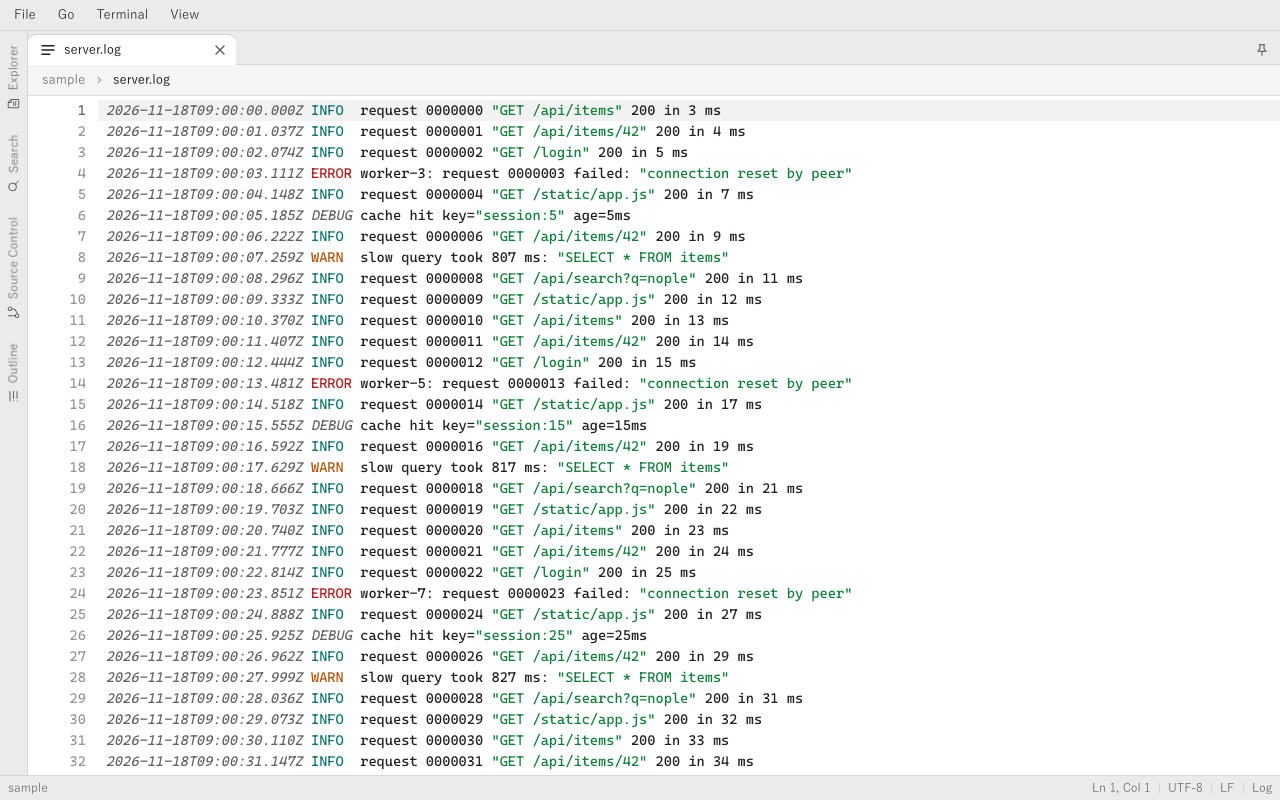 File Go Terminal View
server.log
sample > server.log
Explorer
Search
Source Control
Outline
1 2026-11-18T09:00:00.000Z INFO  request 0000000 "GET /api/items" 200 in 3 ms
2 2026-11-18T09:00:01.037Z INFO  request 0000001 "GET /api/items/42" 200 in 4 ms
3 2026-11-18T09:00:02.074Z INFO  request 0000002 "GET /login" 200 in 5 ms
4 2026-11-18T09:00:03.111Z ERROR worker-3: request 0000003 failed: "connection reset by peer"
5 2026-11-18T09:00:04.148Z INFO  request 0000004 "GET /static/app.js" 200 in 7 ms
6 2026-11-18T09:00:05.185Z DEBUG cache hit key="session:5" age=5ms
7 2026-11-18T09:00:06.222Z INFO  request 0000006 "GET /api/items/42" 200 in 9 ms
8 2026-11-18T09:00:07.259Z WARN  slow query took 807 ms: "SELECT * FROM items"
9 2026-11-18T09:00:08.296Z INFO  request 0000008 "GET /api/search?q=nople" 200 in 11 ms
10 2026-11-18T09:00:09.333Z INFO  request 0000009 "GET /static/app.js" 200 in 12 ms
11 2026-11-18T09:00:10.370Z INFO  request 0000010 "GET /api/items" 200 in 13 ms
12 2026-11-18T09:00:11.407Z INFO  request 0000011 "GET /api/items/42" 200 in 14 ms
13 2026-11-18T09:00:12.444Z INFO  request 0000012 "GET /login" 200 in 15 ms
14 2026-11-18T09:00:13.481Z ERROR worker-5: request 0000013 failed: "connection reset by peer"
15 2026-11-18T09:00:14.518Z INFO  request 0000014 "GET /static/app.js" 200 in 17 ms
16 2026-11-18T09:00:15.555Z DEBUG cache hit key="session:15" age=15ms
17 2026-11-18T09:00:16.592Z INFO  request 0000016 "GET /api/items/42" 200 in 19 ms
18 2026-11-18T09:00:17.629Z WARN  slow query took 817 ms: "SELECT * FROM items"
19 2026-11-18T09:00:18.666Z INFO  request 0000018 "GET /api/search?q=nople" 200 in 21 ms
20 2026-11-18T09:00:19.703Z INFO  request 0000019 "GET /static/app.js" 200 in 22 ms
21 2026-11-18T09:00:20.740Z INFO  request 0000020 "GET /api/items" 200 in 23 ms
22 2026-11-18T09:00:21.777Z INFO  request 0000021 "GET /api/items/42" 200 in 24 ms
23 2026-11-18T09:00:22.814Z INFO  request 0000022 "GET /login" 200 in 25 ms
24 2026-11-18T09:00:23.851Z ERROR worker-7: request 0000023 failed: "connection reset by peer"
25 2026-11-18T09:00:24.888Z INFO  request 0000024 "GET /static/app.js" 200 in 27 ms
26 2026-11-18T09:00:25.925Z DEBUG cache hit key="session:25" age=25ms
27 2026-11-18T09:00:26.962Z INFO  request 0000026 "GET /api/items/42" 200 in 29 ms
28 2026-11-18T09:00:27.999Z WARN  slow query took 827 ms: "SELECT * FROM items"
29 2026-11-18T09:00:28.036Z INFO  request 0000028 "GET /api/search?q=nople" 200 in 31 ms
30 2026-11-18T09:00:29.073Z INFO  request 0000029 "GET /static/app.js" 200 in 32 ms
31 2026-11-18T09:00:30.110Z INFO  request 0000030 "GET /api/items" 200 in 33 ms
32 2026-11-18T09:00:31.147Z INFO  request 0000031 "GET /api/items/42" 200 in 34 ms
sample Ln 1, Col 1 UTF-8 LF Log